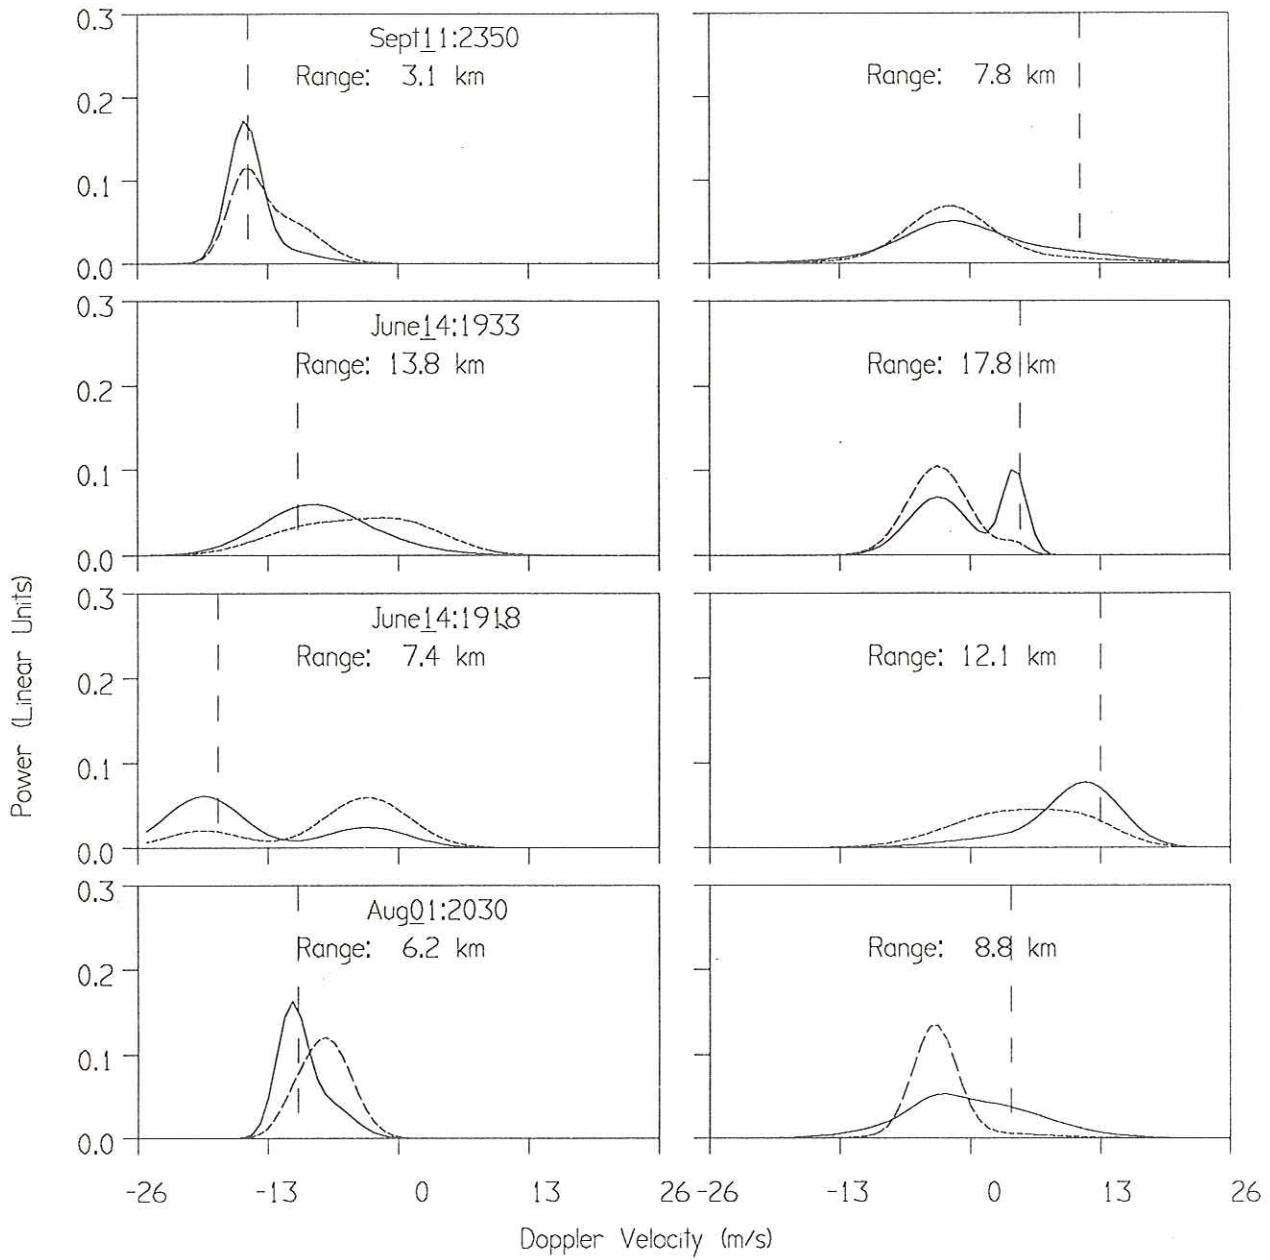 0.3
Sept11:2350
Range: 3.1 km
Range: 7.8 km
0.2
0.1
0.0
0.3
June14:1933
Range: 13.8 km
Range: 17.8 km
0.2
0.1
0.0
0.3
June14:1918
Range: 7.4 km
Range: 12.1 km
0.2
0.1
0.0
0.3
Aug01:2030
Range: 6.2 km
Range: 8.8 km
0.2
0.1
0.0
-26 -13 0 13 26
-26 -13 0 13 26
Doppler Velocity (m/s)
Power (Linear Units)